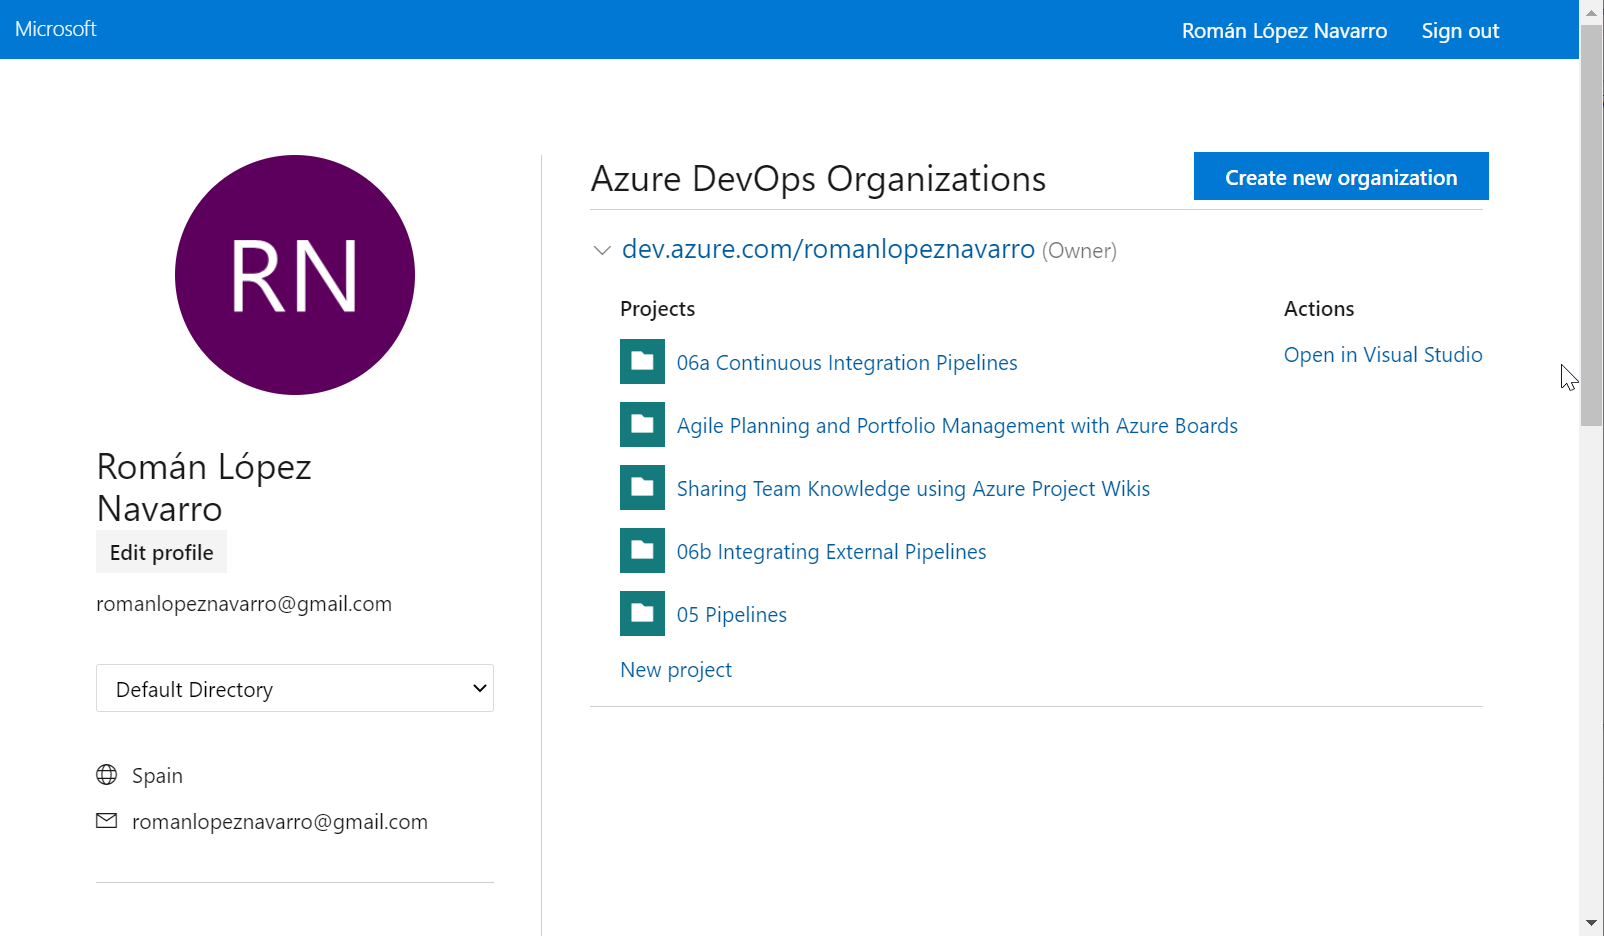 Microsoft
Román López Navarro
Sign out
RN
Román López
Navarro
Edit profile
romanlopeznavarro@gmail.com
Default Directory
Spain
romanlopeznavarro@gmail.com
Azure DevOps Organizations
Create new organization
dev.azure.com/romanlopeznavarro (Owner)
Projects
Actions
06a Continuous Integration Pipelines
Open in Visual Studio
Agile Planning and Portfolio Management with Azure Boards
Sharing Team Knowledge using Azure Project Wikis
06b Integrating External Pipelines
05 Pipelines
New project